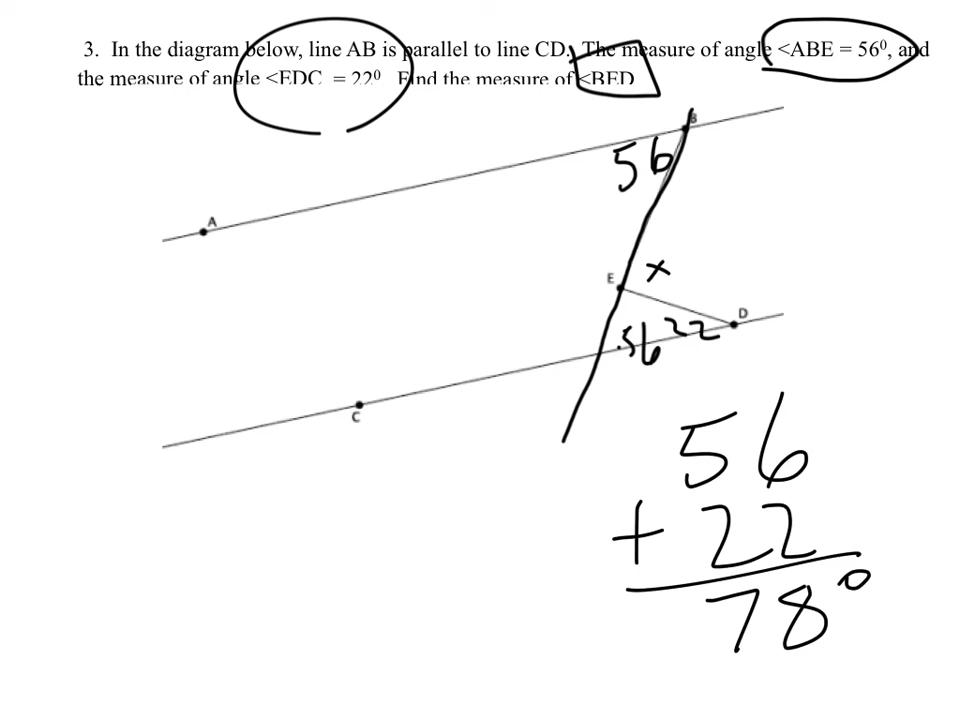 3. In the diagram below, line AB is parallel to line CD. The measure of angle <ABE = 56⁰, and
the measure of angle <EDC = 22⁰ Find the measure of <BED
B
56
A
E x
D
56 22
C
56
+ 22
78°